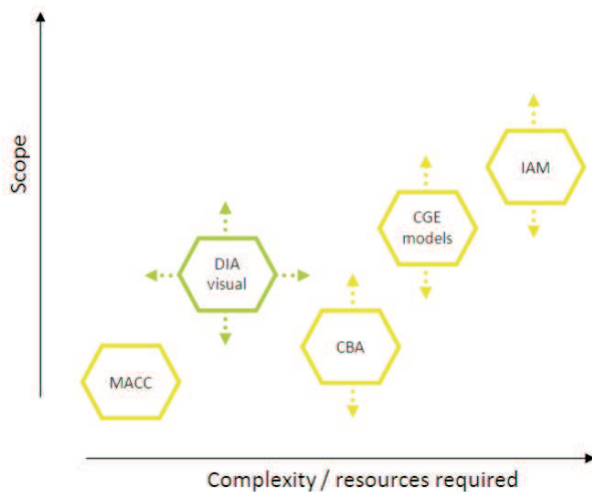 Scope
IAM
CGE
models
DIA
visual
CBA
MACC
Complexity / resources required